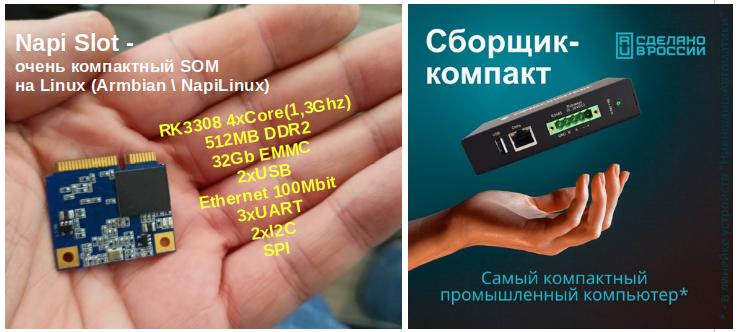 Napi Slot -
очень компактный SOM
на Linux (Armbian \ NapiLinux)
RK3308 4xCore(1,3Ghz)
512MB DDR2
32Gb EMMC
2xUSB
Ethernet 100Mbit
3xUART
2xI2C
SPI
Сборщик-
компакт
СДЕЛАНО
В РОССИИ
Самый компактный
промышленный компьютер*